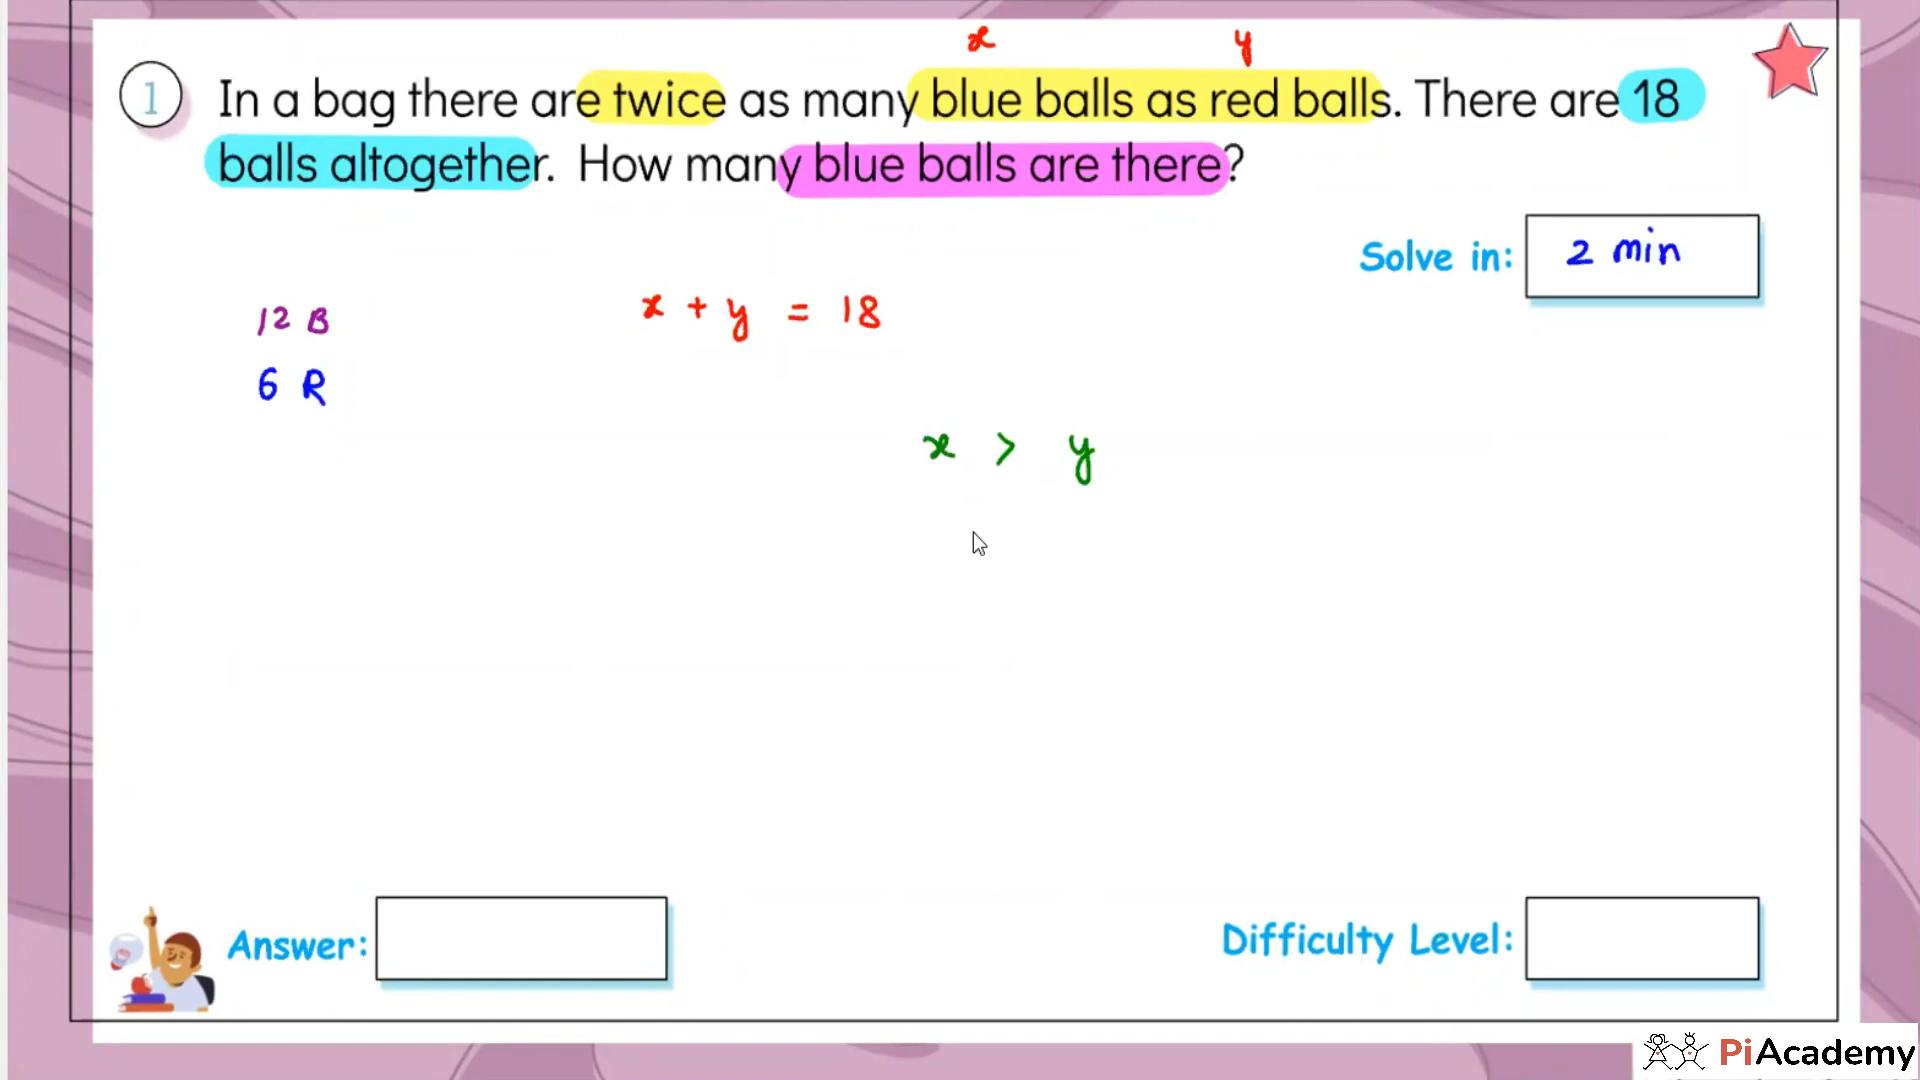 x y
1 In a bag there are twice as many blue balls as red balls. There are 18
balls altogether. How many blue balls are there?
Solve in: 2 min
12 B
x + y = 18
6 R
x > y
Answer:
Difficulty Level:
PiAcademy